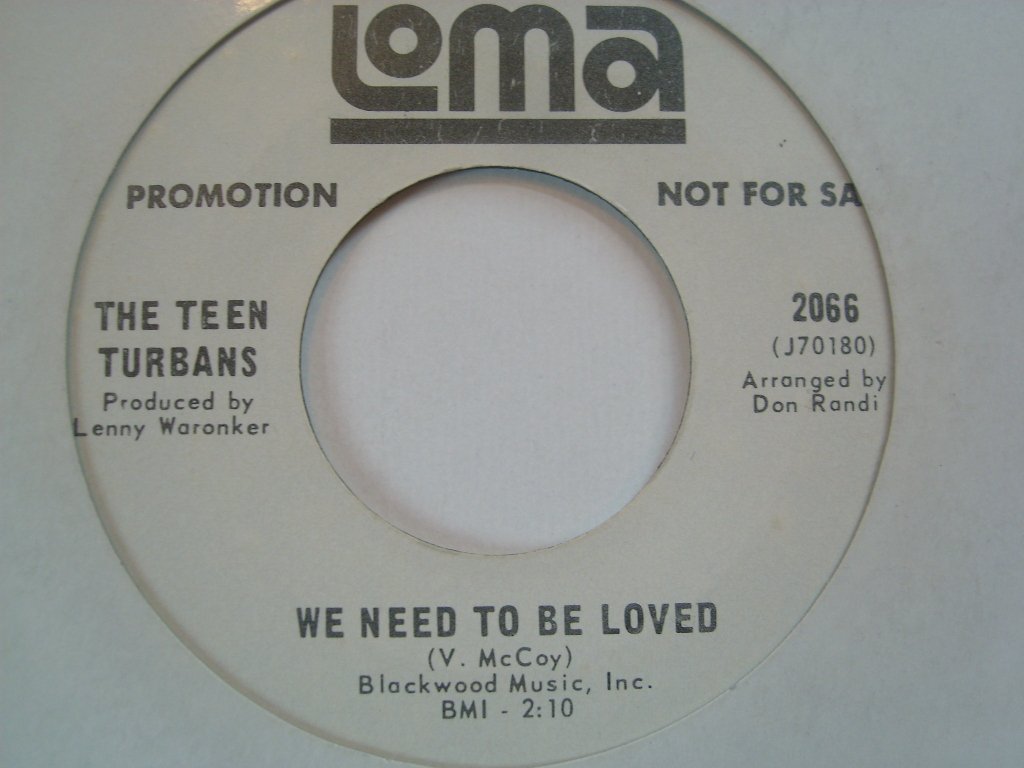 Loma
PROMOTION
NOT FOR SA
THE TEEN
TURBANS
Produced by
Lenny Waronker
2066
(J70180)
Arranged by
Don Randi
WE NEED TO BE LOVED
(V. McCoy)
Blackwood Music, Inc.
BMI - 2:10